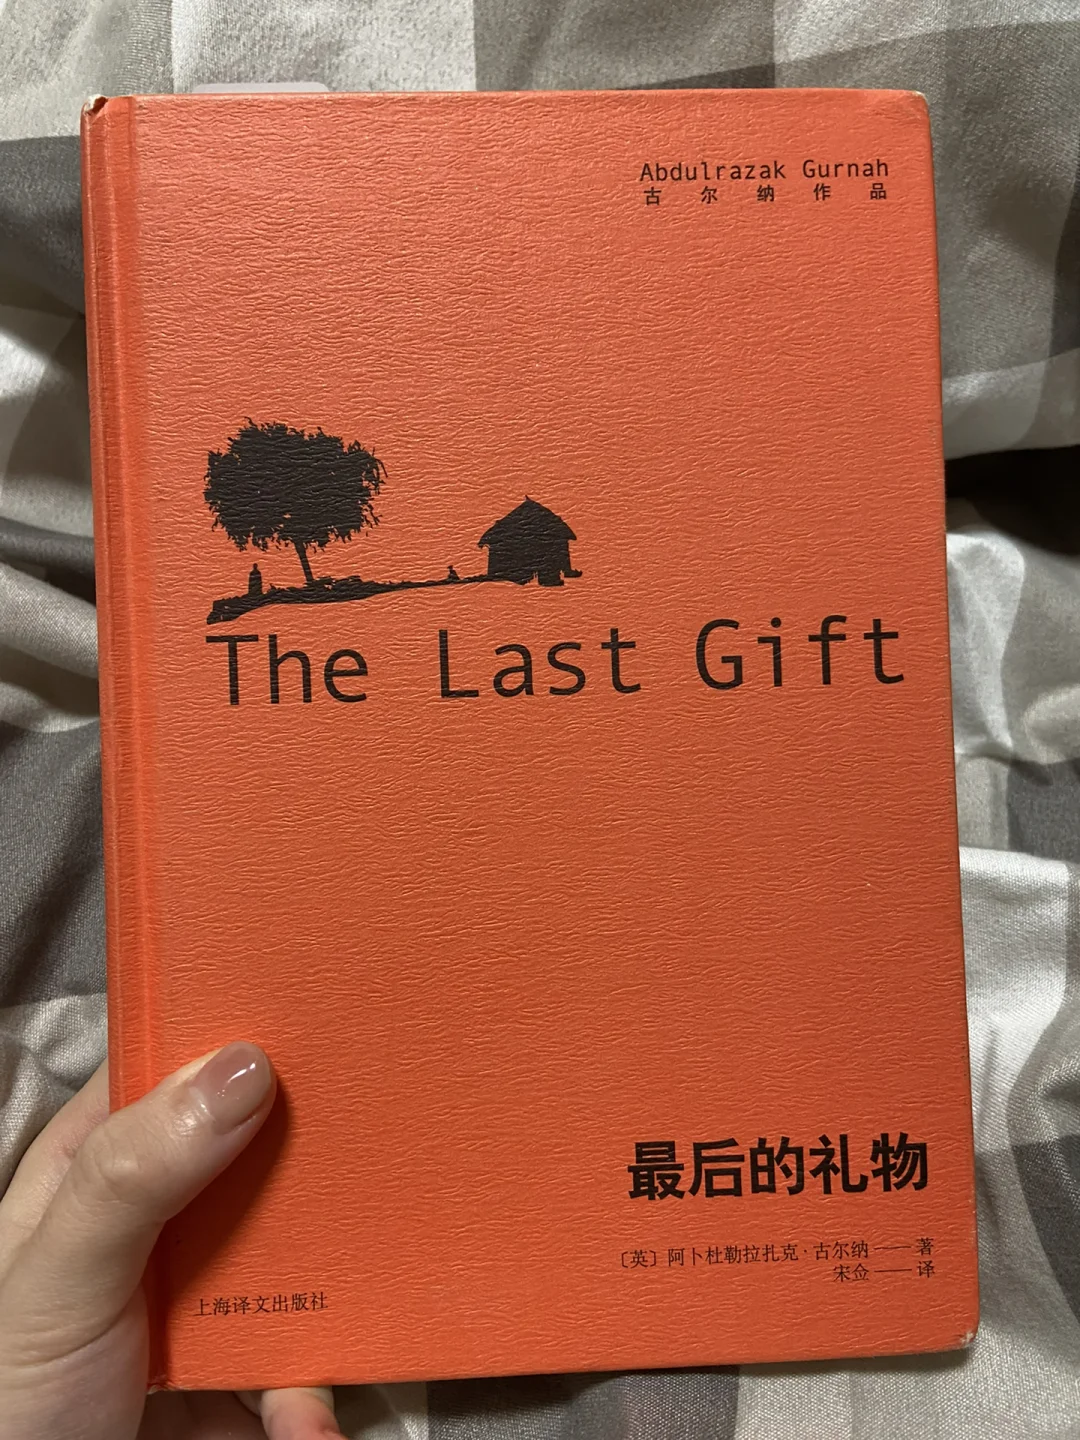 Abdulrazak Gurnah
古尔纳作品
The Last Gift
最后的礼物
〔英〕阿卜杜勒拉扎克·古尔纳——著
宋佥——译
上海译文出版社